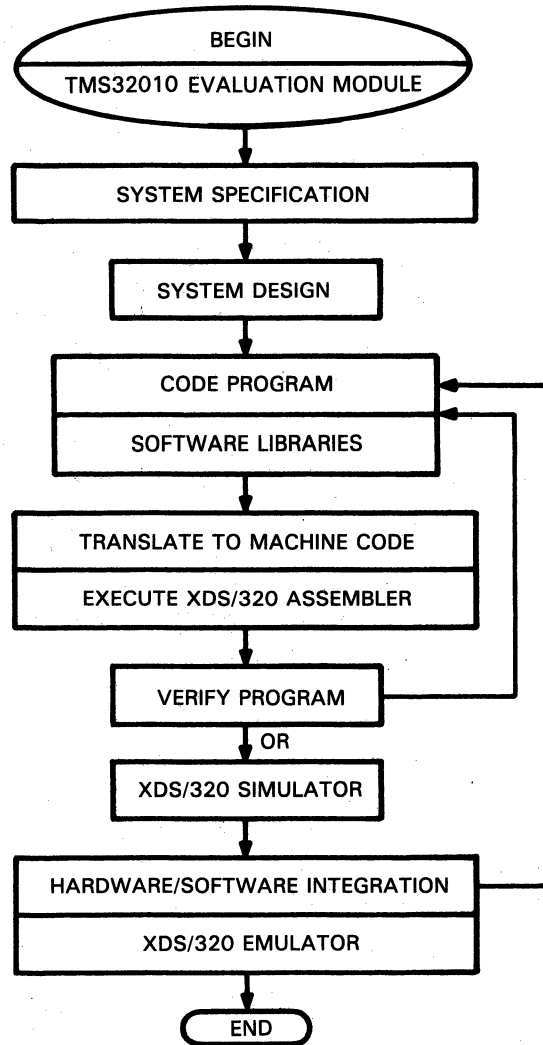 BEGIN
TMS32010 EVALUATION MODULE
SYSTEM SPECIFICATION
SYSTEM DESIGN
CODE PROGRAM
SOFTWARE LIBRARIES
TRANSLATE TO MACHINE CODE
EXECUTE XDS/320 ASSEMBLER
VERIFY PROGRAM
OR
XDS/320 SIMULATOR
HARDWARE/SOFTWARE INTEGRATION
XDS/320 EMULATOR
END